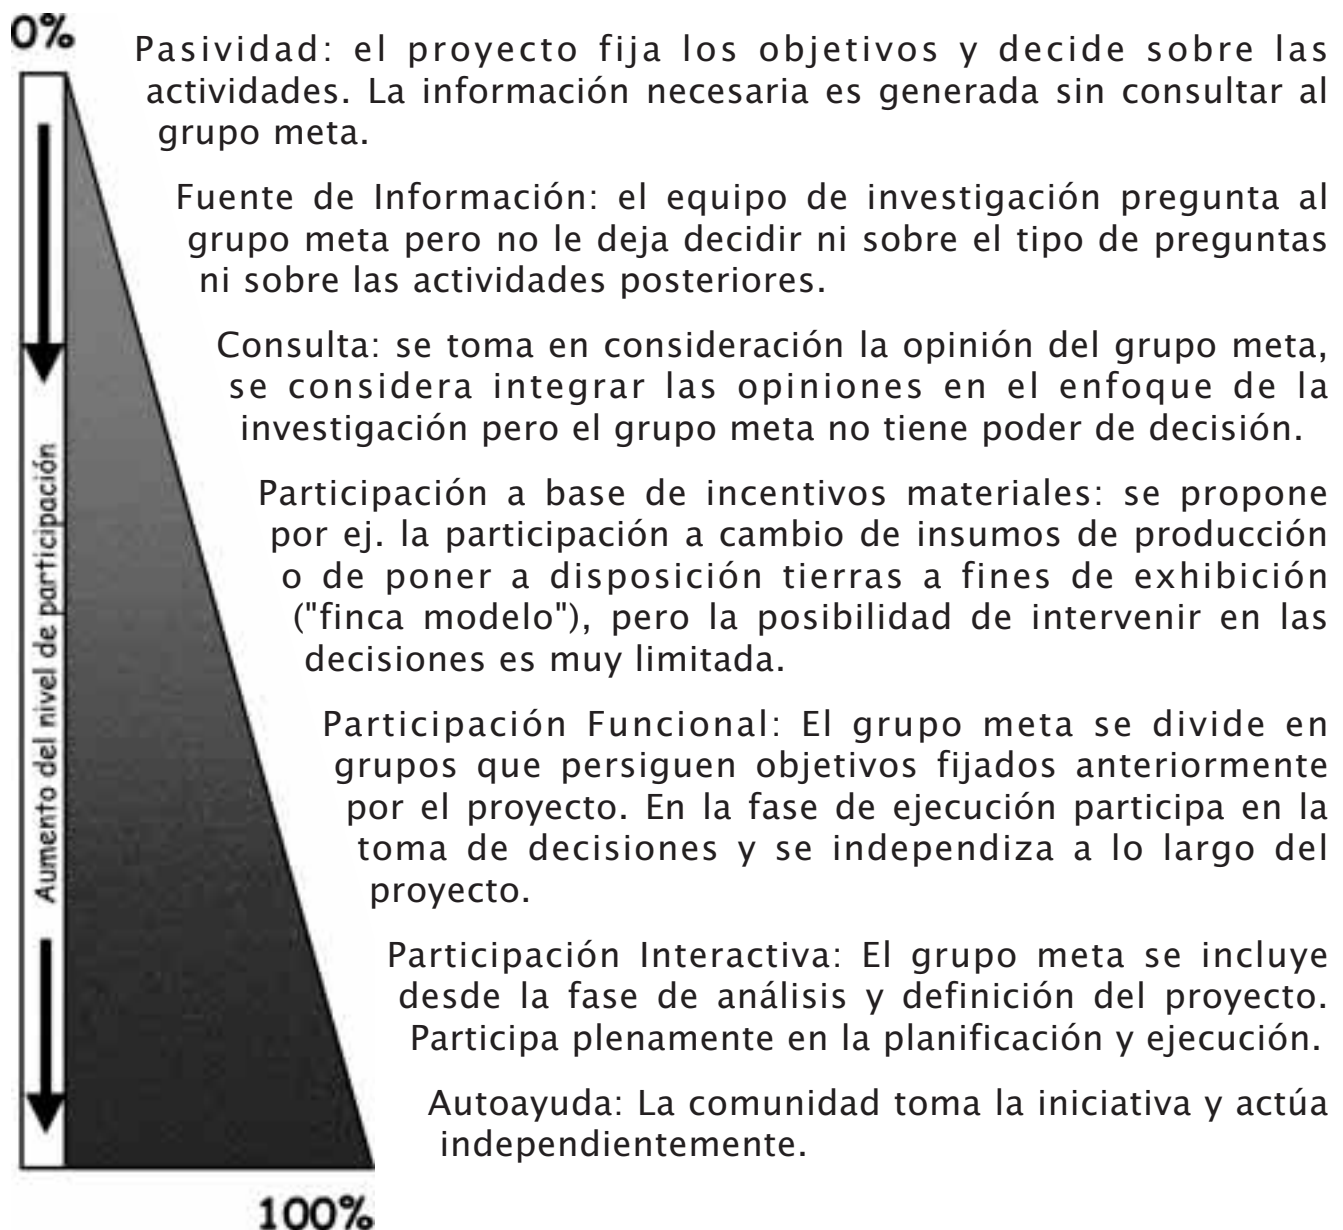 0%
Pasividad: el proyecto fija los objetivos y decide sobre las
actividades. La información necesaria es generada sin consultar al
grupo meta.
Fuente de Información: el equipo de investigación pregunta al
grupo meta pero no le deja decidir ni sobre el tipo de preguntas
ni sobre las actividades posteriores.
Consulta: se toma en consideración la opinión del grupo meta,
se considera integrar las opiniones en el enfoque de la
investigación pero el grupo meta no tiene poder de decisión.
Participación a base de incentivos materiales: se propone
por ej. la participación a cambio de insumos de producción
o de poner a disposición tierras a fines de exhibición
("finca modelo"), pero la posibilidad de intervenir en las
decisiones es muy limitada.
Participación Funcional: El grupo meta se divide en
grupos que persiguen objetivos fijados anteriormente
por el proyecto. En la fase de ejecución participa en la
toma de decisiones y se independiza a lo largo del
proyecto.
Participación Interactiva: El grupo meta se incluye
desde la fase de análisis y definición del proyecto.
Participa plenamente en la planificación y ejecución.
Autoayuda: La comunidad toma la iniciativa y actúa
independientemente.
Aumento del nivel de participación
100%